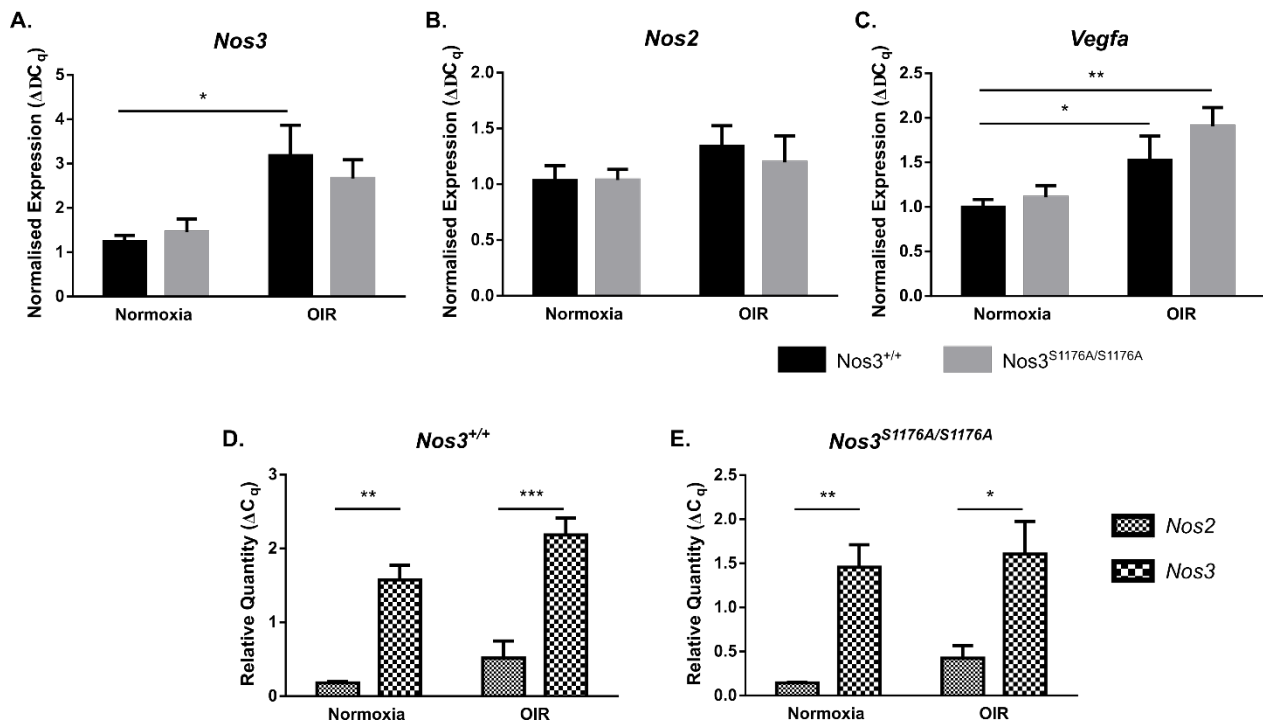 A.
Nos3
Normalised Expression (ΔDCq)
5
4
3
2
1
0
*
Normoxia
OIR
B.
Nos2
Normalised Expression (ΔDCq)
2.0
1.5
1.0
0.5
0.0
Normoxia
OIR
C.
Vegfa
Normalised Expression (ΔDCq)
2.5
2.0
1.5
1.0
0.5
0.0
**
*
Normoxia
OIR
Nos3+/+
Nos3S1176A/S1176A
D.
Nos3+/+
Relative Quantity (ΔCq)
3
2
1
0
**
***
Normoxia
OIR
E.
Nos3S1176A/S1176A
Relative Quantity (ΔCq)
2.5
2.0
1.5
1.0
0.5
0.0
**
*
Normoxia
OIR
Nos2
Nos3